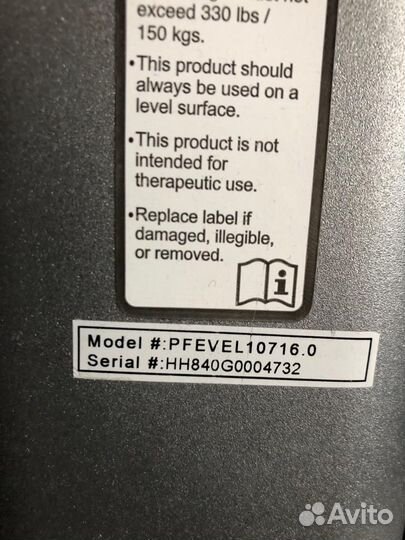 exceed 330 lbs /
150 kgs.
•This product should
always be used on a
level surface.
•This product is not
intended for
therapeutic use.
•Replace label if
damaged, illegible,
or removed.
i
Model #:PFEVEL10716.0
Serial #:HH840G0004732
Avito